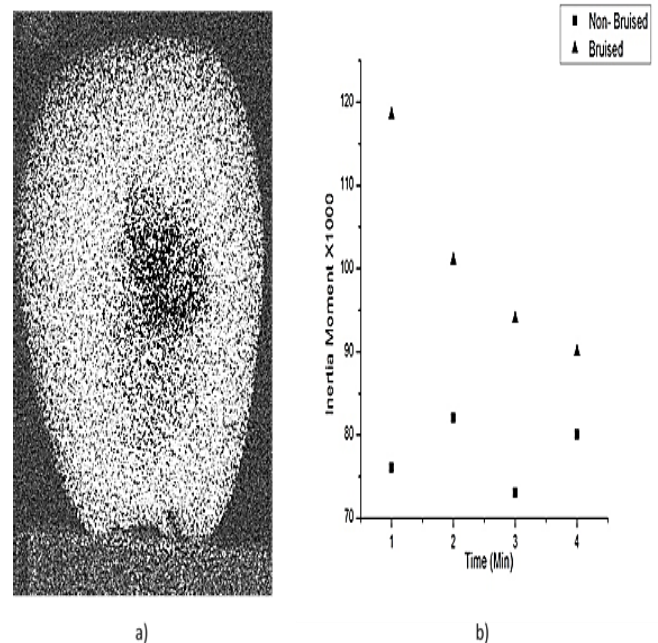 Non- Bruised
Bruised
120
110
100
90
80
70
Inertia Moment X1000
1 2 3 4
Time (Min)
a) b)